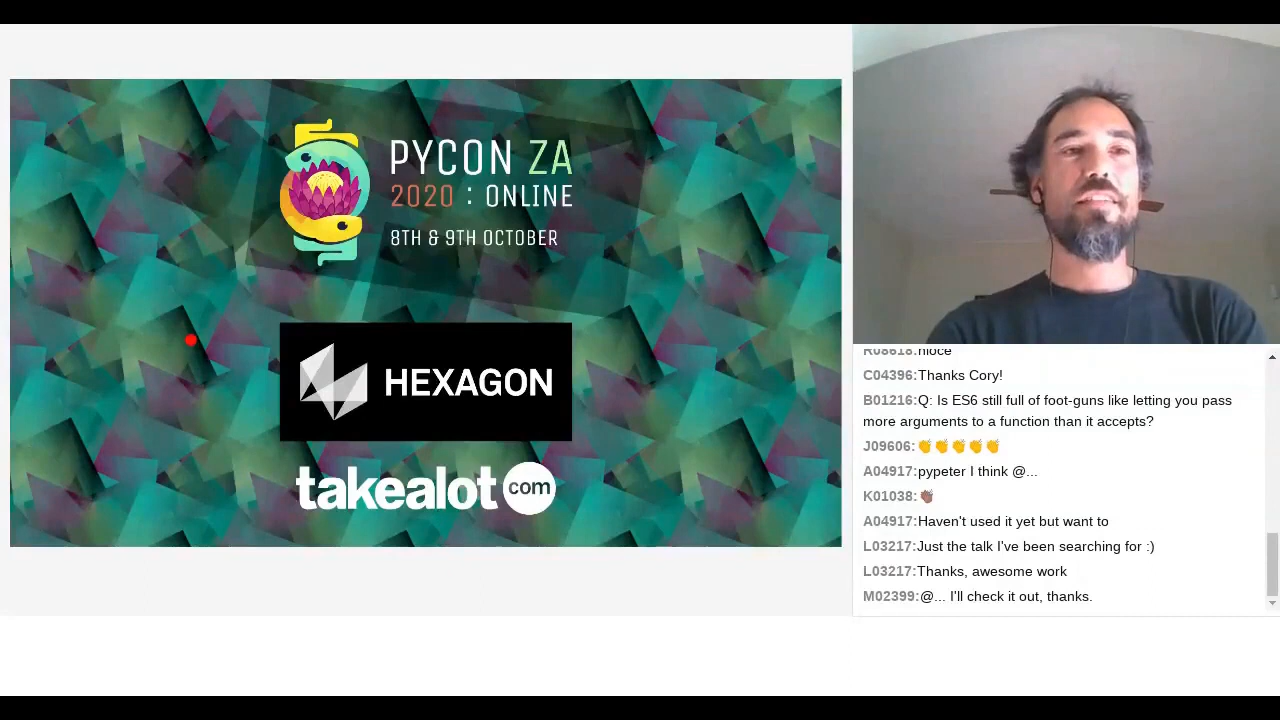 PYCON ZA
2020 : ONLINE
8TH & 9TH OCTOBER
HEXAGON
takealot com
R08618:nioce
C04396:Thanks Cory!
B01216:Q: Is ES6 still full of foot-guns like letting you pass
more arguments to a function than it accepts?
J09606:👏👏👏👏👏
A04917:pypeter I think @...
K01038:👏🏽
A04917:Haven't used it yet but want to
L03217:Just the talk I've been searching for :)
L03217:Thanks, awesome work
M02399:@... I'll check it out, thanks.